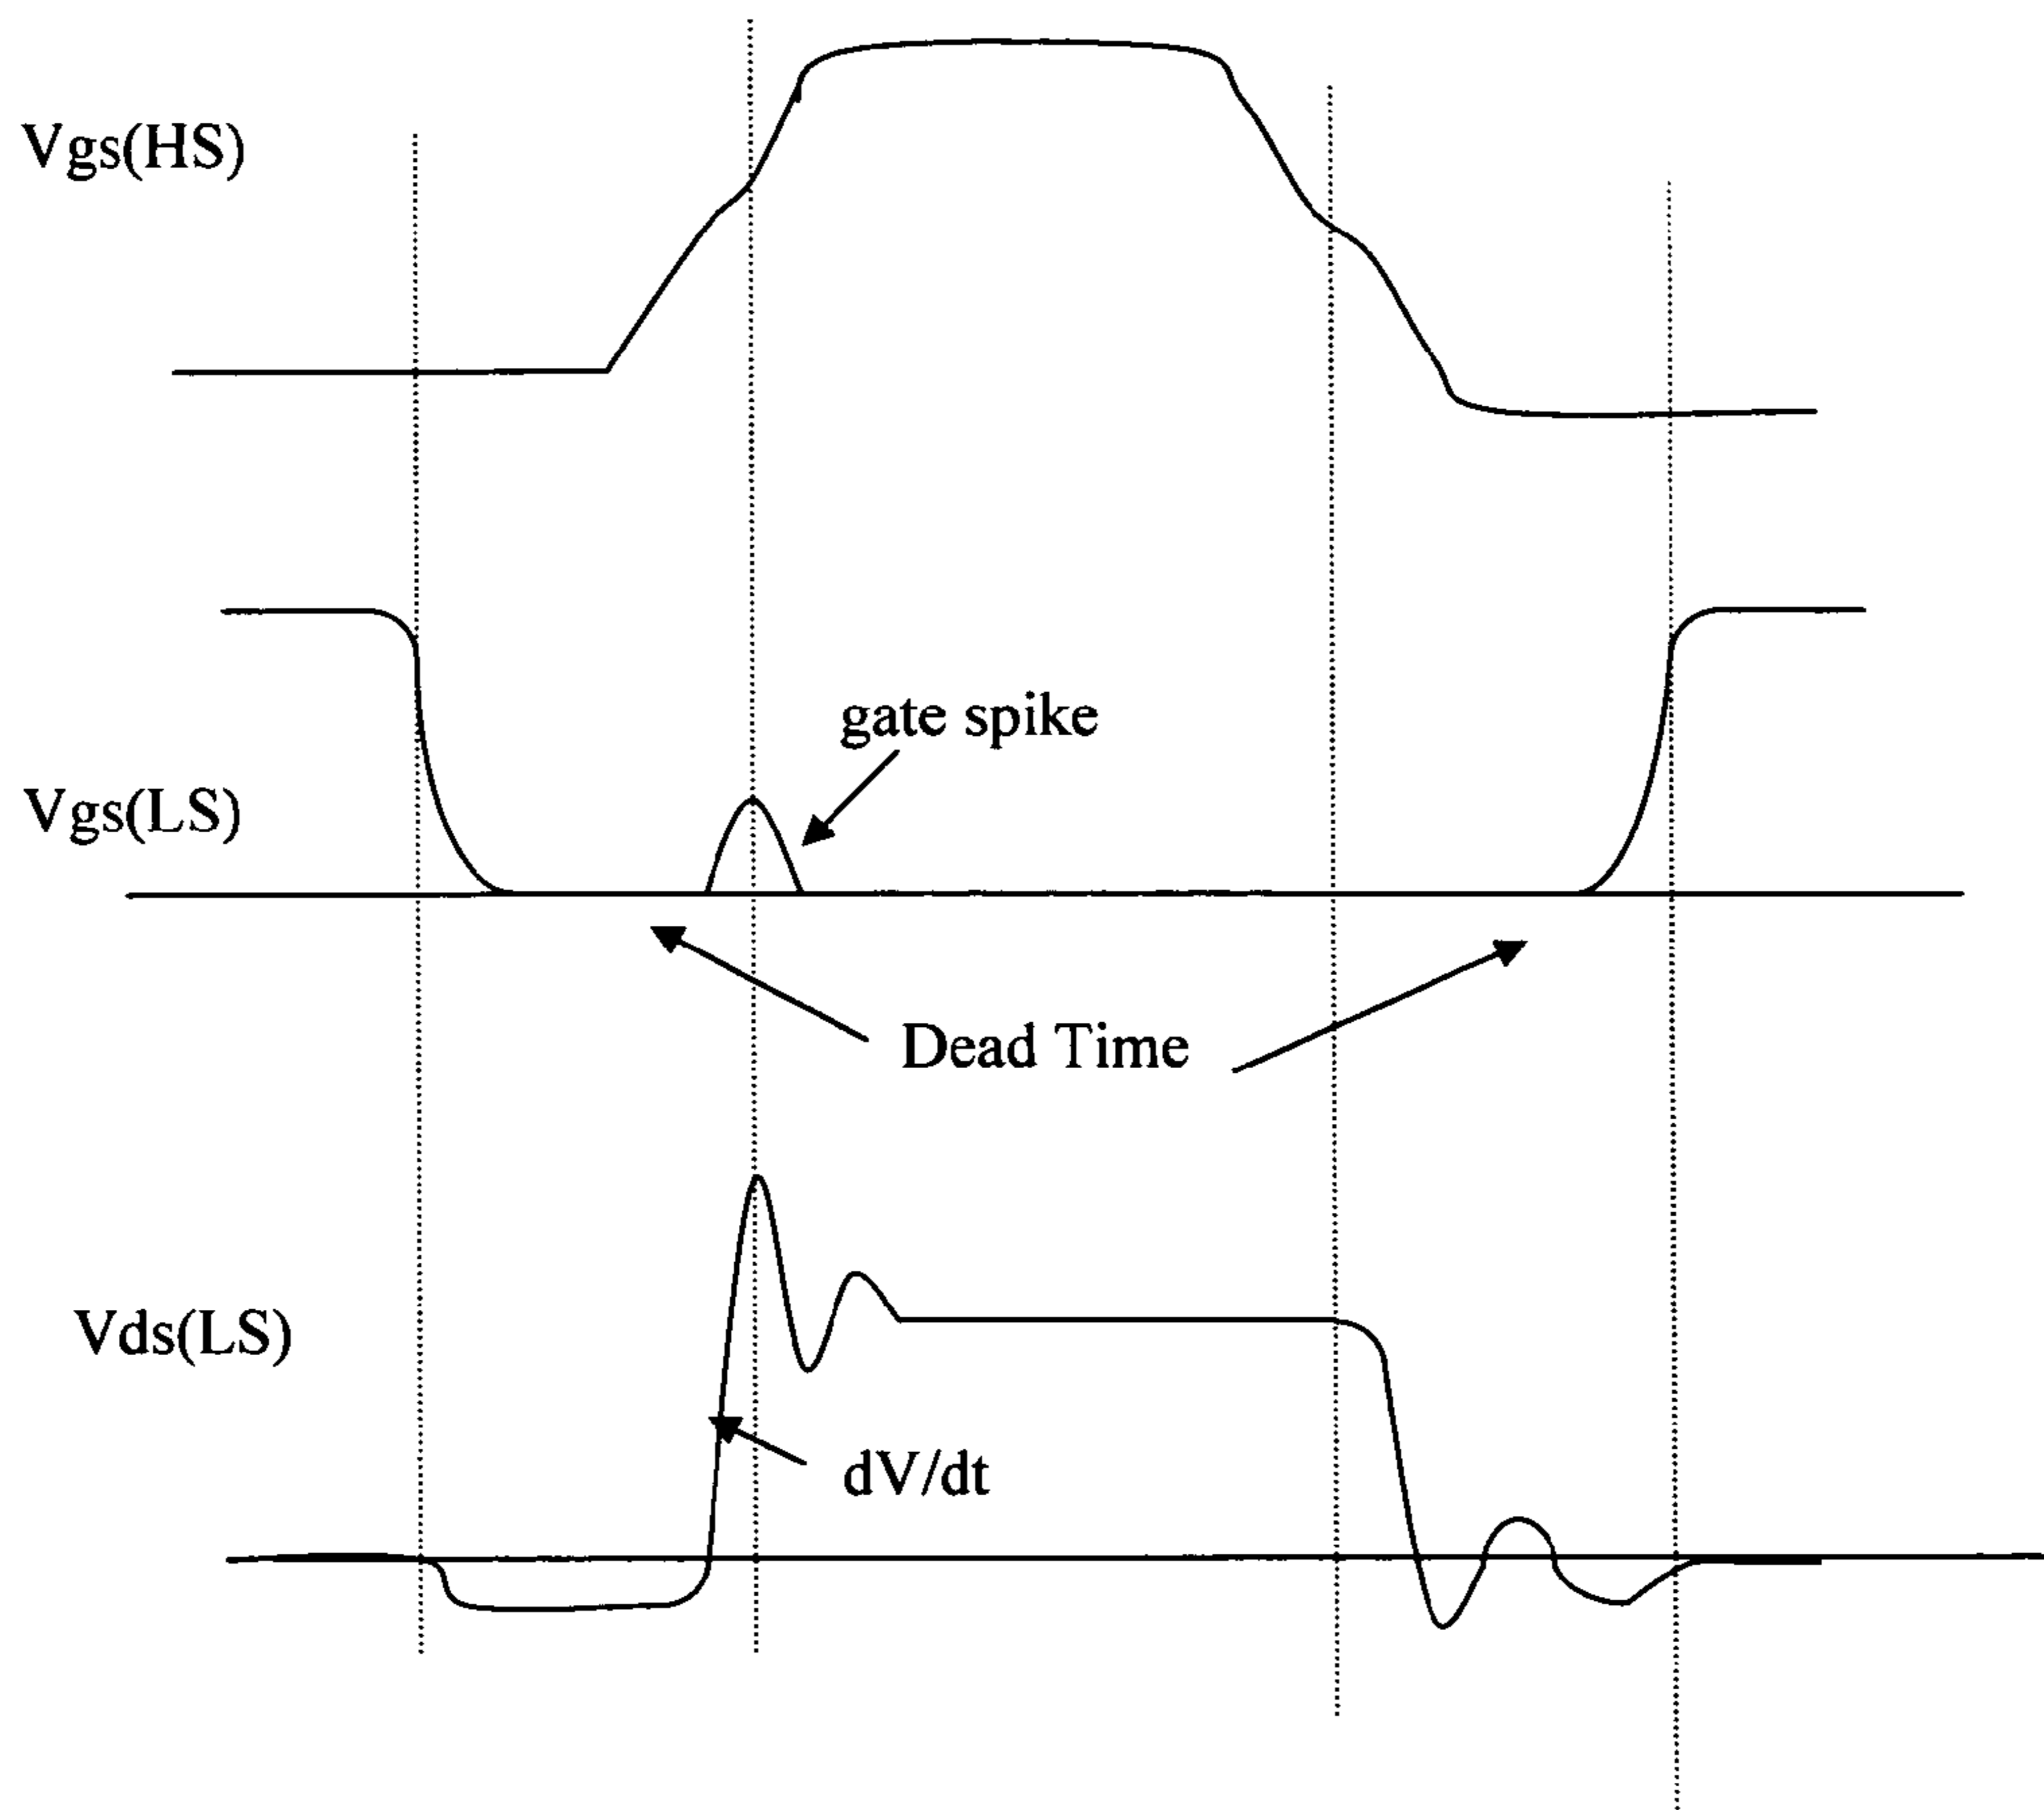 Vgs(HS)
gate spike
Vgs(LS)
Dead Time
Vds(LS)
dV/dt